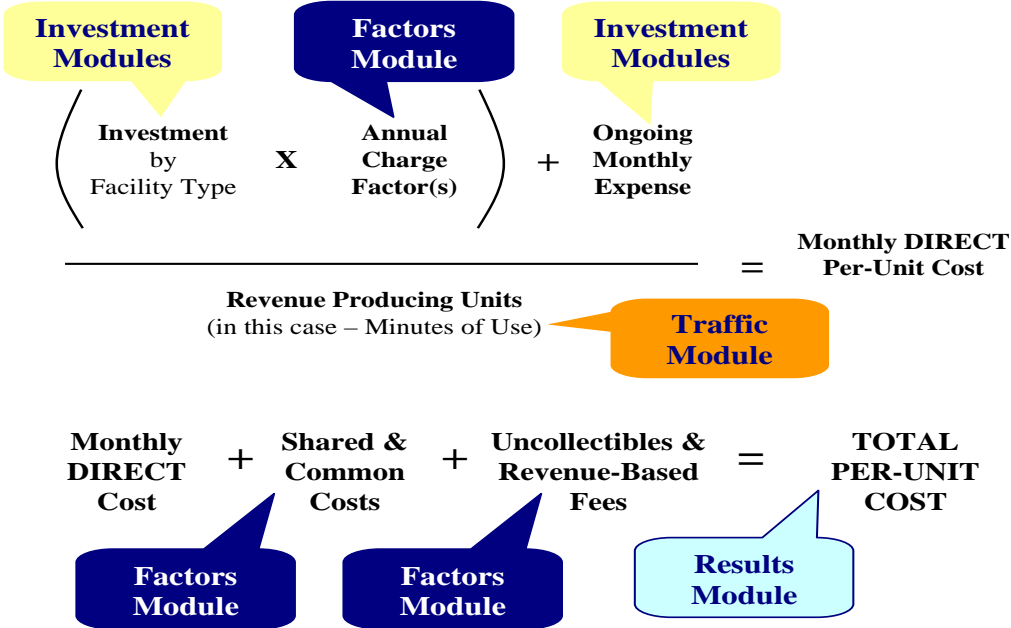 Investment
Modules
Factors
Module
Investment
Modules
Investment
by
Facility Type
X
Annual
Charge
Factor(s)
+
Ongoing
Monthly
Expense
Revenue Producing Units
(in this case – Minutes of Use)
=
Monthly DIRECT
Per-Unit Cost
Traffic
Module
Monthly
DIRECT
Cost
+
Shared &
Common
Costs
+
Uncollectibles &
Revenue-Based
Fees
=
TOTAL
PER-UNIT
COST
Factors
Module
Factors
Module
Results
Module